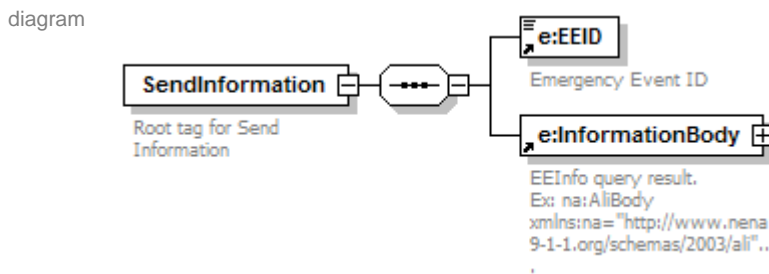 diagram
e:EEID
Emergency Event ID
SendInformation
Root tag for Send
Information
e:InformationBody
EEInfo query result.
Ex: na:AliBody
xmlns:na="http://www.nena
9-1-1.org/schemas/2003/ali"..
.